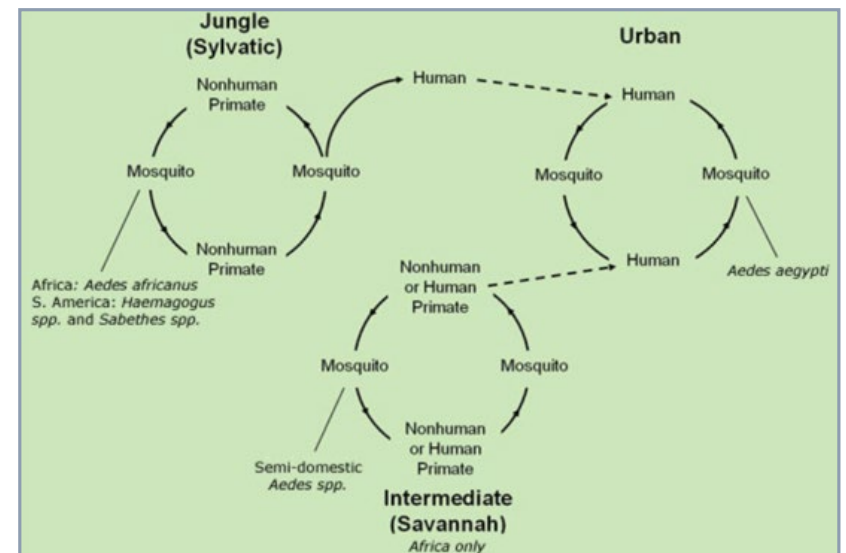 Jungle
(Sylvatic)
Urban
Nonhuman
Primate
Human
Human
Mosquito
Mosquito
Mosquito
Mosquito
Nonhuman
Primate
Human
Aedes aegypti
Africa: Aedes africanus
S. America: Haemagogus
spp. and Sabethes spp.
Nonhuman
or Human
Primate
Mosquito
Mosquito
Nonhuman
or Human
Primate
Semi-domestic
Aedes spp.
Intermediate
(Savannah)
Africa only